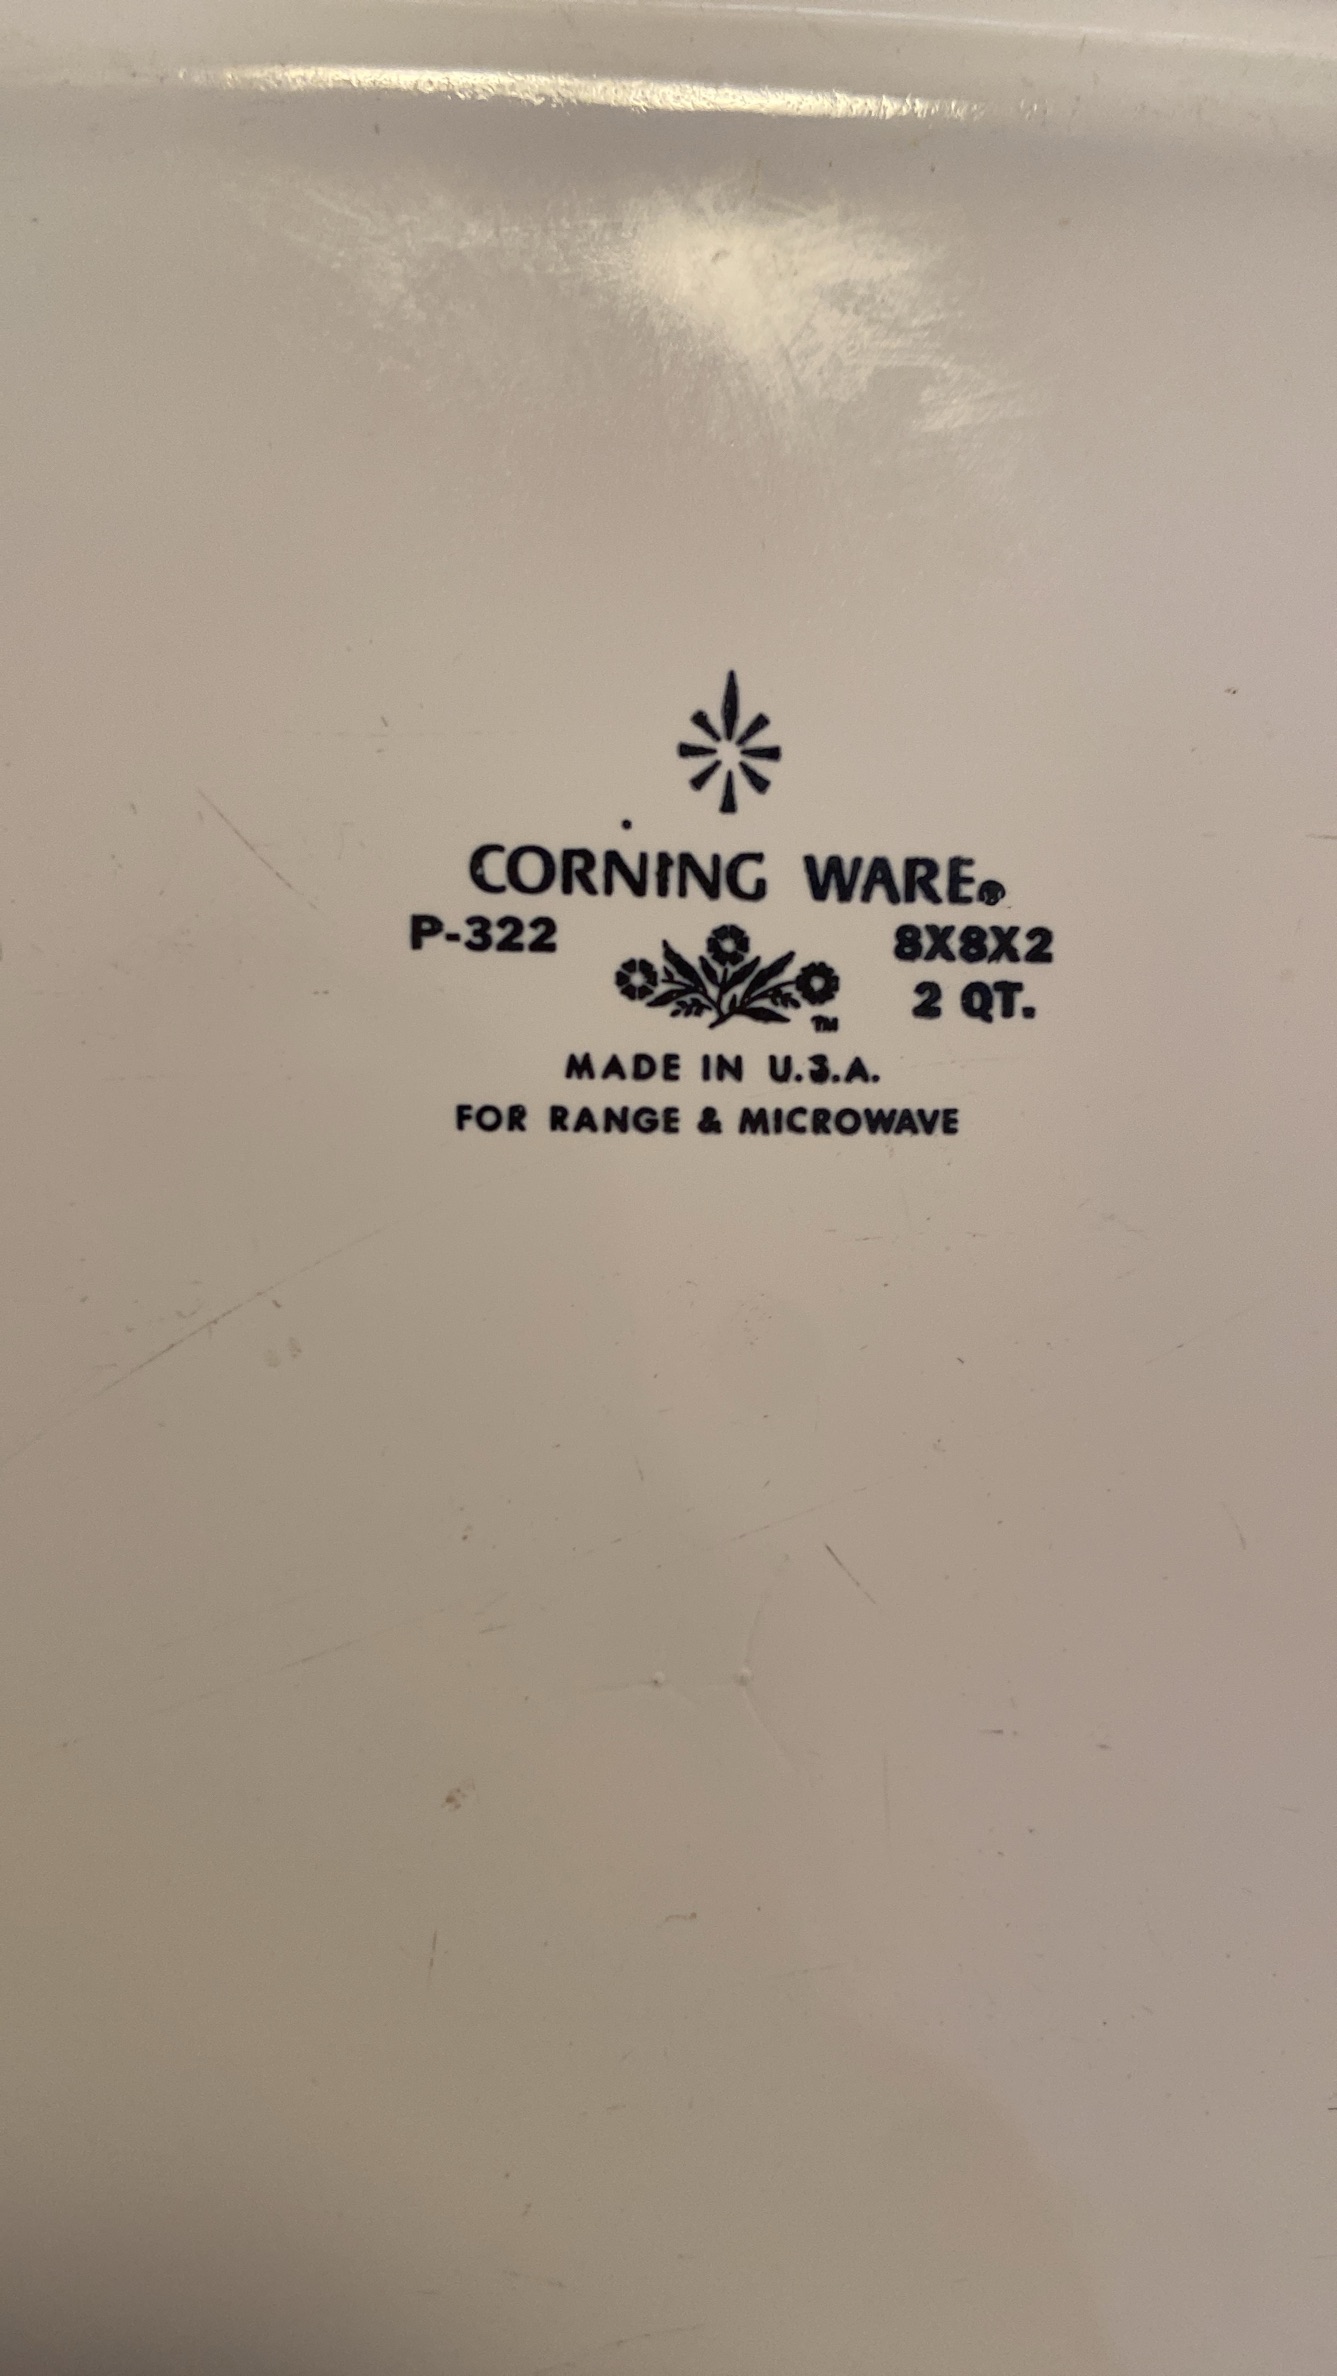 CORNING WARE®
P-322 8X8X2
2 QT.
TM
MADE IN U.S.A.
FOR RANGE & MICROWAVE